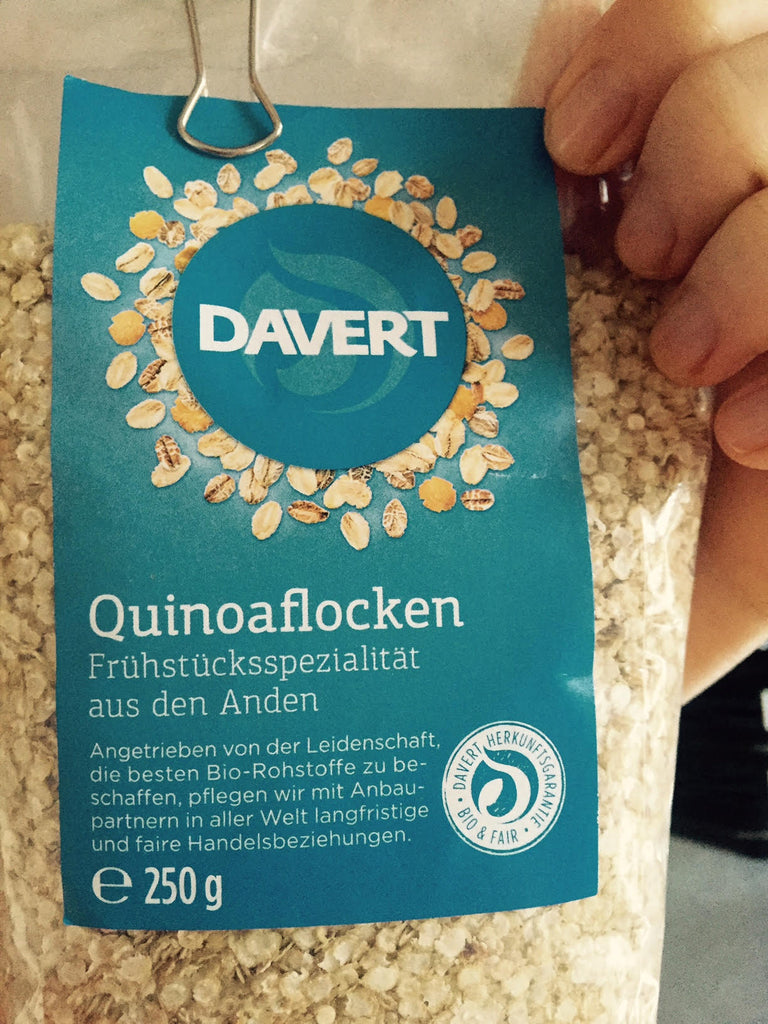 DAVERT
Quinoaflocken
Frühstücksspezialität
aus den Anden
Angetrieben von der Leidenschaft,
die besten Bio-Rohstoffe zu be-
schaffen, pflegen wir mit Anbau-
partnern in aller Welt langfristige
und faire Handelsbeziehungen.
DAVERT HERKUNFTSGARANTIE
• BIO & FAIR •
℮ 250 g